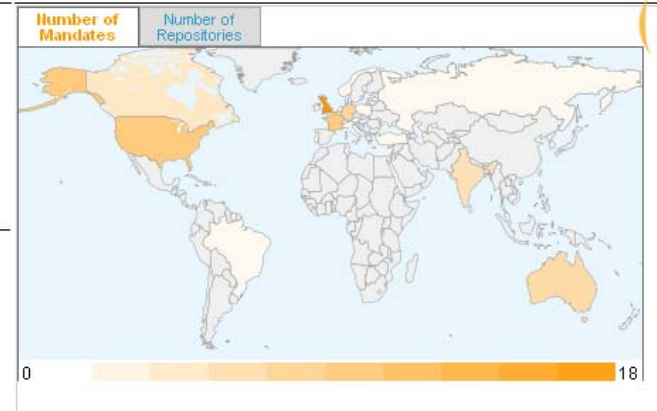 Number of
Mandates
Number of
Repositories
0
18